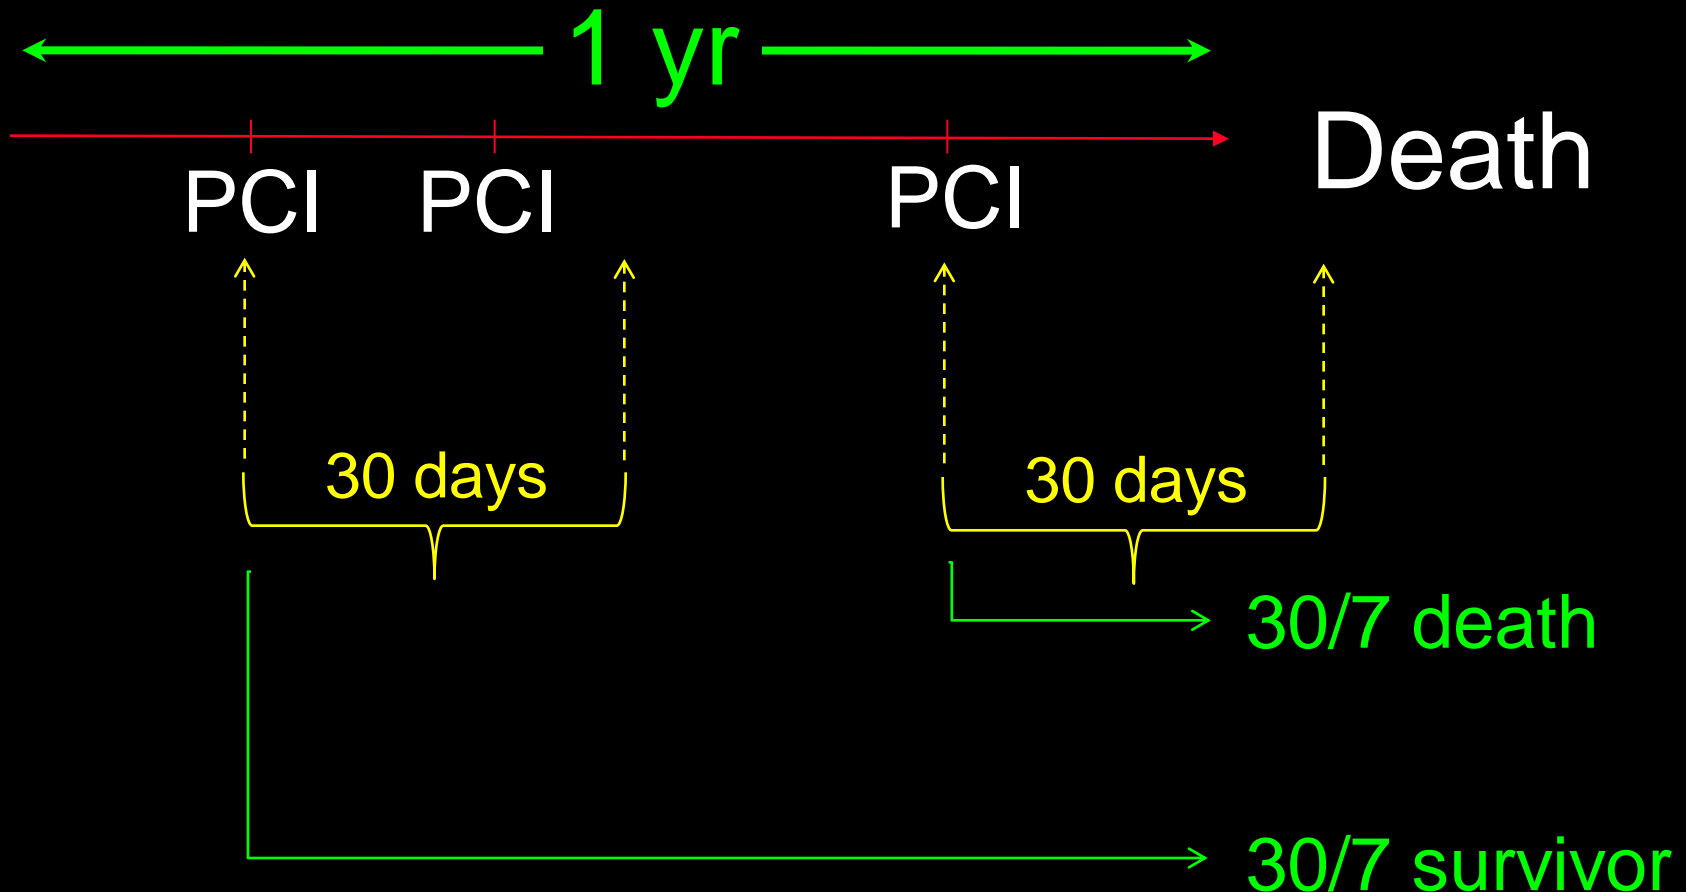 1 yr
Death
PCI PCI PCI
30 days 30 days
30/7 death
30/7 survivor